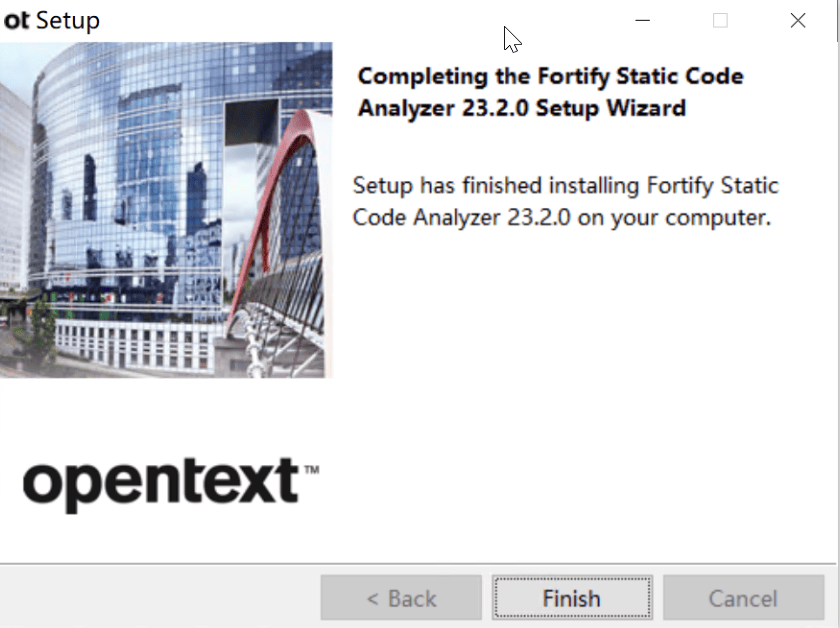 ot Setup
Completing the Fortify Static Code
Analyzer 23.2.0 Setup Wizard
Setup has finished installing Fortify Static
Code Analyzer 23.2.0 on your computer.
opentext™
< Back
Finish
Cancel